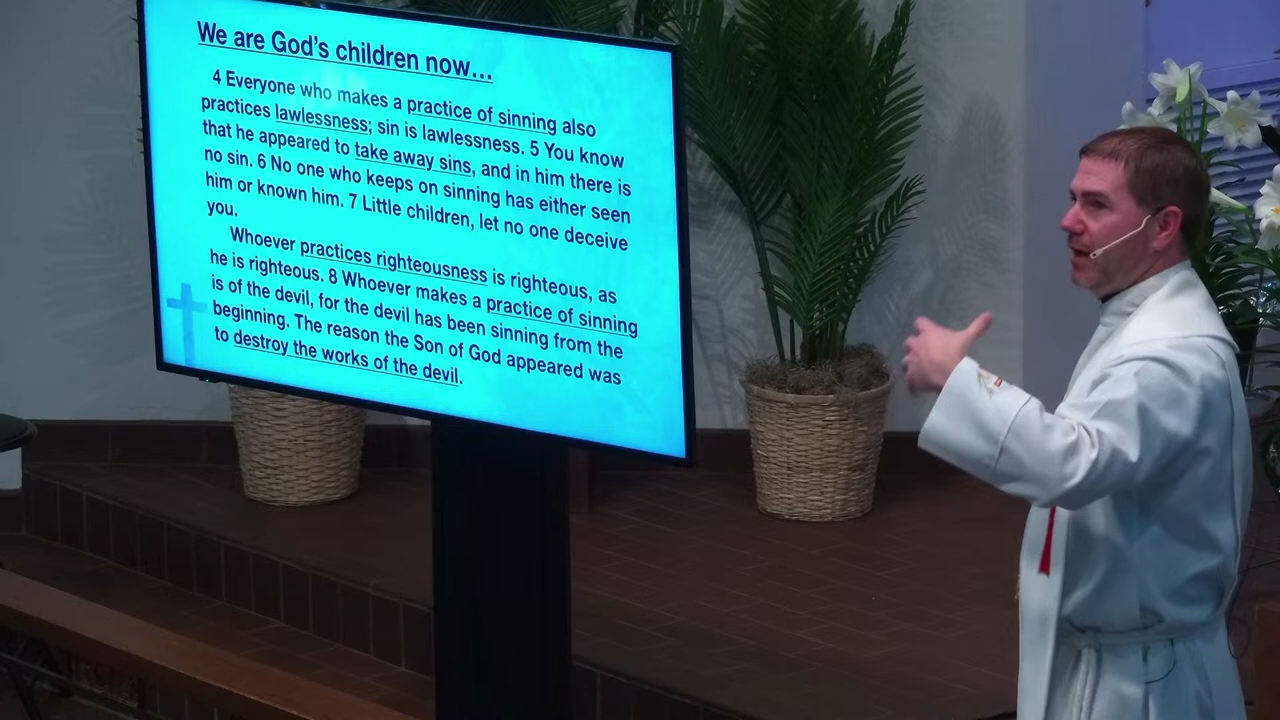 We are God's children now...
4 Everyone who makes a practice of sinning also
practices lawlessness; sin is lawlessness. 5 You know
that he appeared to take away sins, and in him there is
no sin. 6 No one who keeps on sinning has either seen
him or known him. 7 Little children, let no one deceive
you.
Whoever practices righteousness is righteous, as
he is righteous. 8 Whoever makes a practice of sinning
is of the devil, for the devil has been sinning from the
beginning. The reason the Son of God appeared was
to destroy the works of the devil.